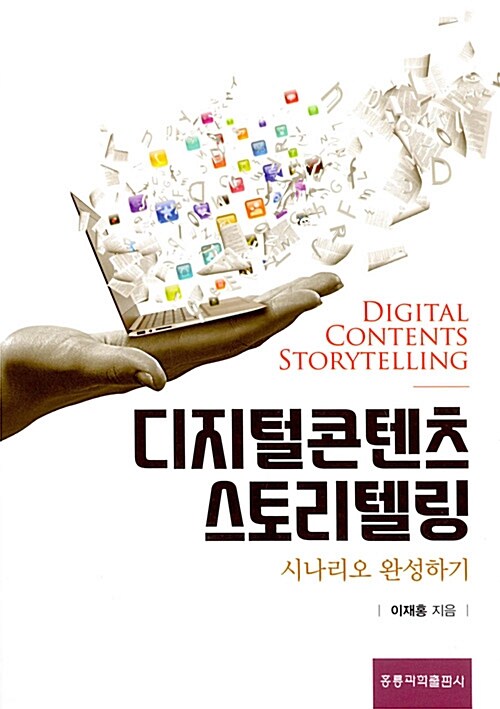 DIGITAL
CONTENTS
STORYTELLING
디지털콘텐츠
스토리텔링
시나리오 완성하기
| 이재홍 지음 |
홍릉과학출판사